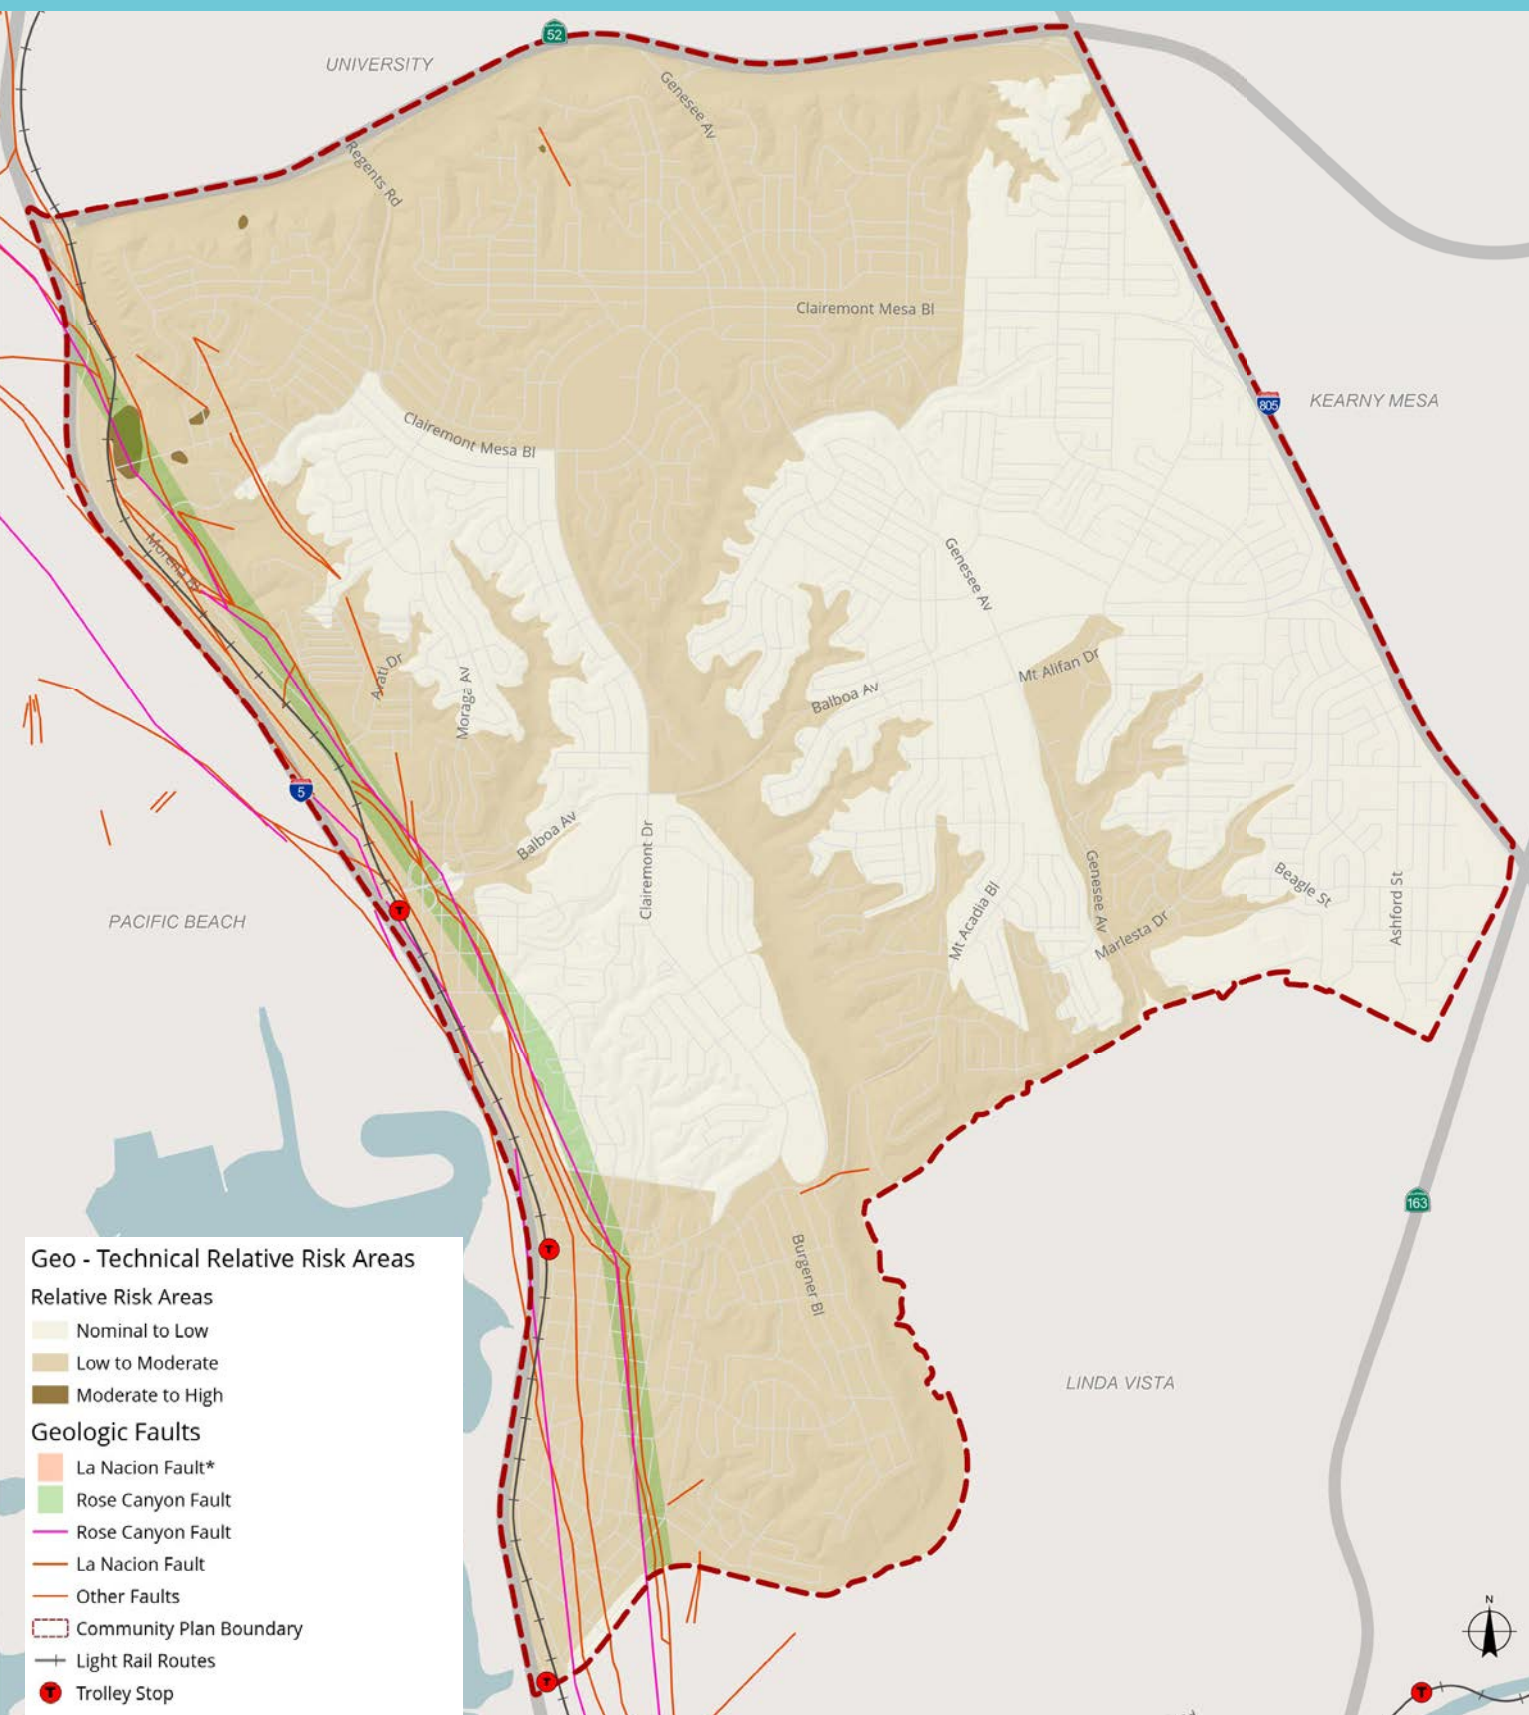 52
UNIVERSITY
Genesee Av
Regents Rd
Clairemont Mesa Bl
805
KEARNY MESA
Clairemont Mesa Bl
Morena Bl
Genesee Av
Mt Alifan Dr
Avati Dr
Moraga Av
Balboa Av
5
Balboa Av
Clairemont Dr
Genesee Av
Beagle St
Ashford St
Mt Acadia Bl
Marlesta Dr
PACIFIC BEACH
T
163
T
Burgener Bl
LINDA VISTA
Geo - Technical Relative Risk Areas
Relative Risk Areas
Nominal to Low
Low to Moderate
Moderate to High
Geologic Faults
La Nacion Fault*
Rose Canyon Fault
Rose Canyon Fault
La Nacion Fault
Other Faults
Community Plan Boundary
Light Rail Routes
T Trolley Stop
T
N
T